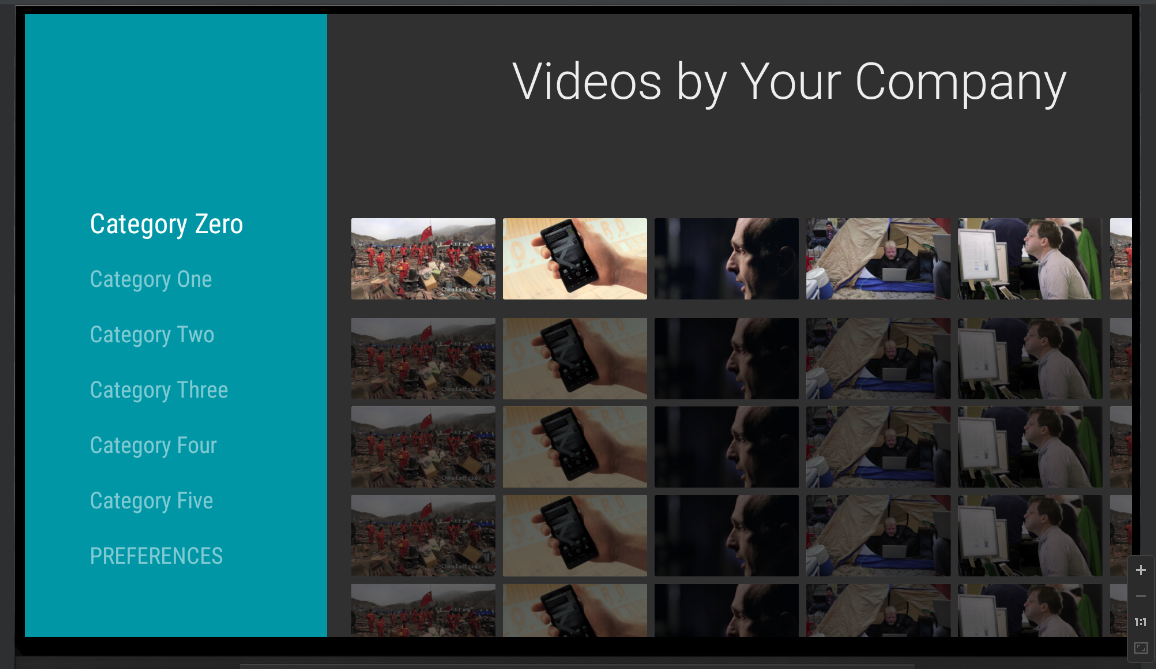 Videos by Your Company
Category Zero
Category One
Category Two
Category Three
Category Four
Category Five
PREFERENCES
1:1